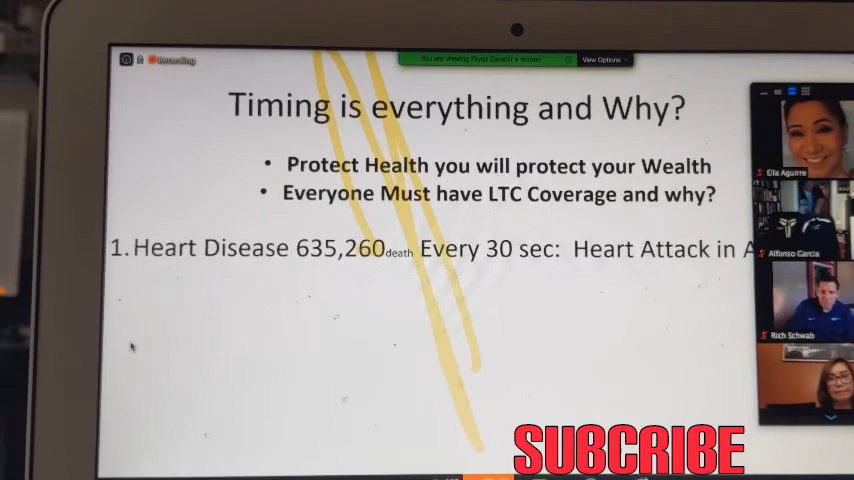 Recording
You are viewing Filysz Zavahir's screen
View Options
Timing is everything and Why?
• Protect Health you will protect your Wealth
• Everyone Must have LTC Coverage and why?
1. Heart Disease 635,260death Every 30 sec: Heart Attack in A
Ella Aguirre
Alfonso Garcia
Rich Schwab
SUBCRIBE